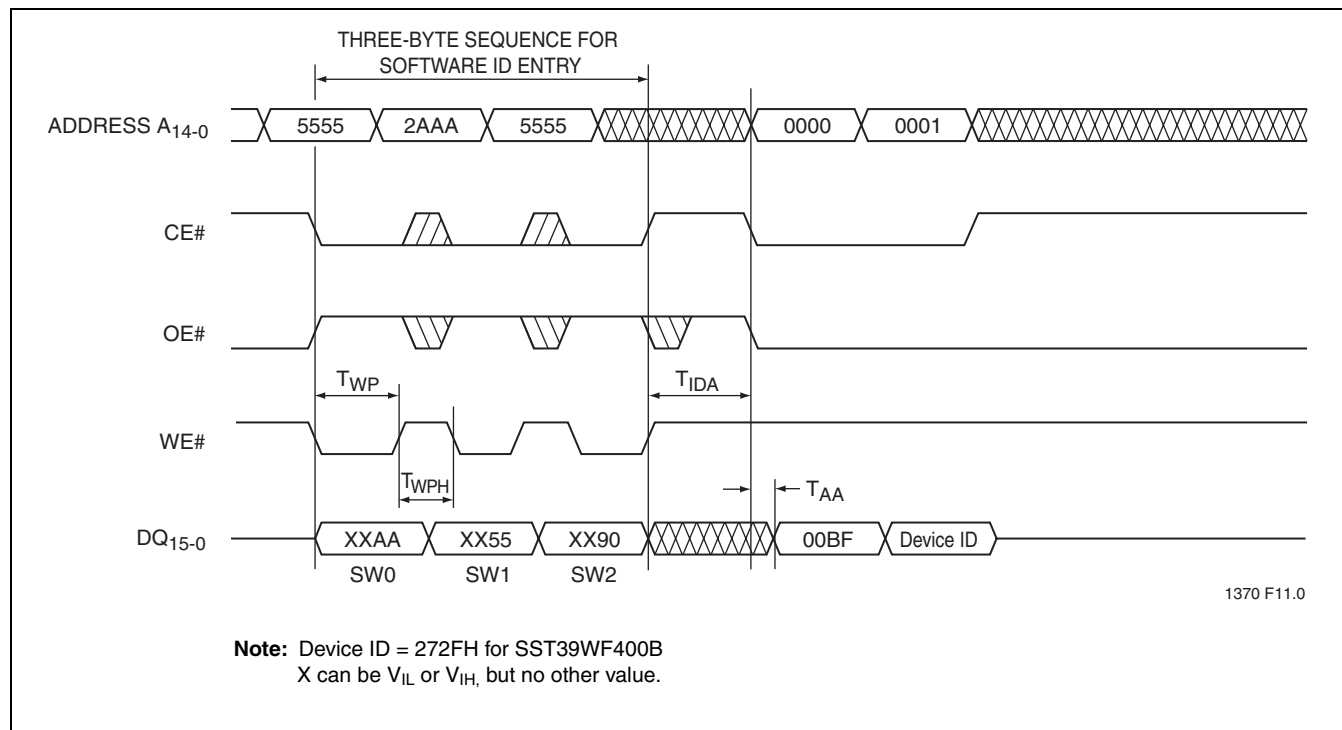 THREE-BYTE SEQUENCE FOR
SOFTWARE ID ENTRY
ADDRESS A14-0
5555 2AAA 5555 0000 0001
CE#
OE#
TWP TIDA
WE#
TWPH
TAA
DQ15-0 XXAA XX55 XX90 00BF Device ID
SW0 SW1 SW2
1370 F11.0
Note: Device ID = 272FH for SST39WF400B
X can be VIL or VIH, but no other value.